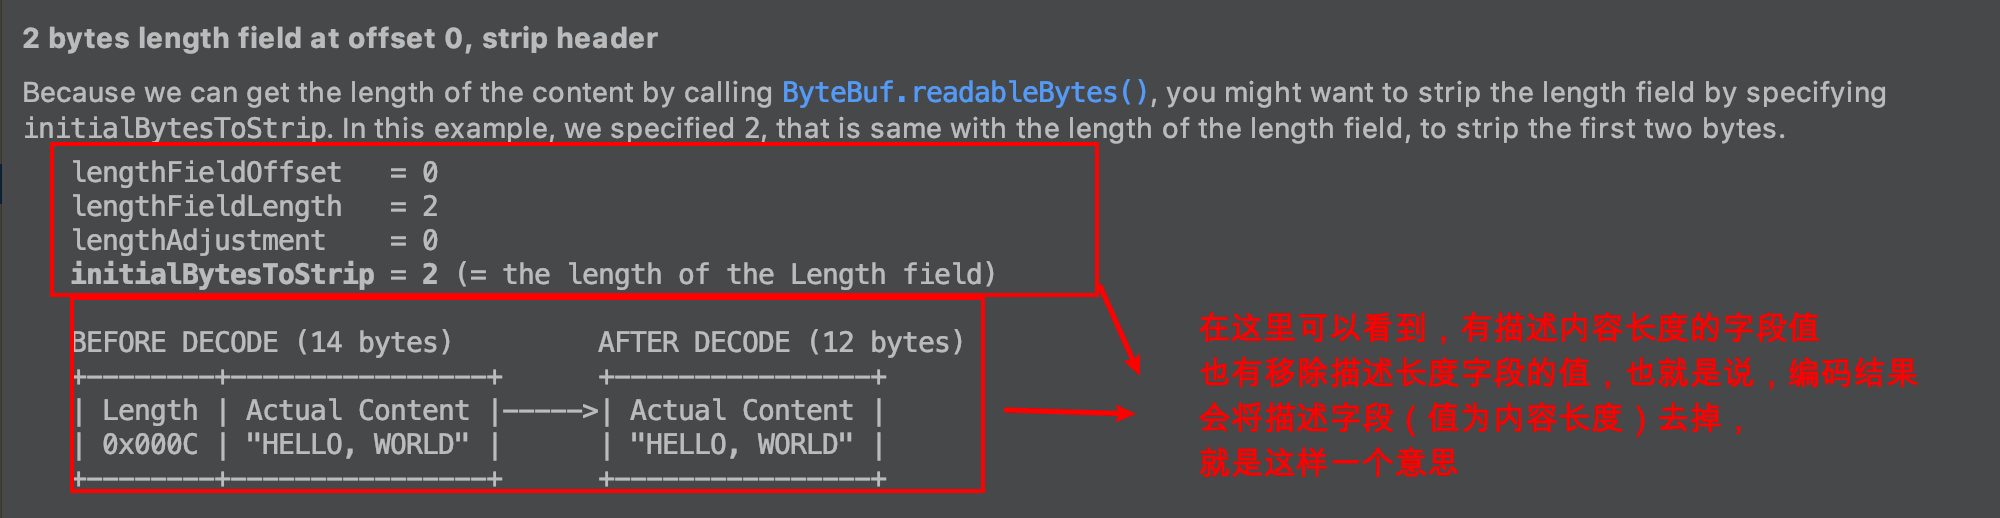 2 bytes length field at offset 0, strip header
Because we can get the length of the content by calling ByteBuf.readableBytes(), you might want to strip the length field by specifying
initialBytesToStrip. In this example, we specified 2, that is same with the length of the length field, to strip the first two bytes.
lengthFieldOffset   = 0
lengthFieldLength   = 2
lengthAdjustment    = 0
initialBytesToStrip = 2 (= the length of the Length field)
BEFORE DECODE (14 bytes)         AFTER DECODE (12 bytes)
+--------+----------------+      +----------------+
| Length | Actual Content |----->| Actual Content |
| 0x000C | "HELLO, WORLD" |      | "HELLO, WORLD" |
+--------+----------------+      +----------------+
在这里可以看到，有描述内容长度的字段值
也有移除描述长度字段的值，也就是说，编码结果
会将描述字段（值为内容长度）去掉，
就是这样一个意思